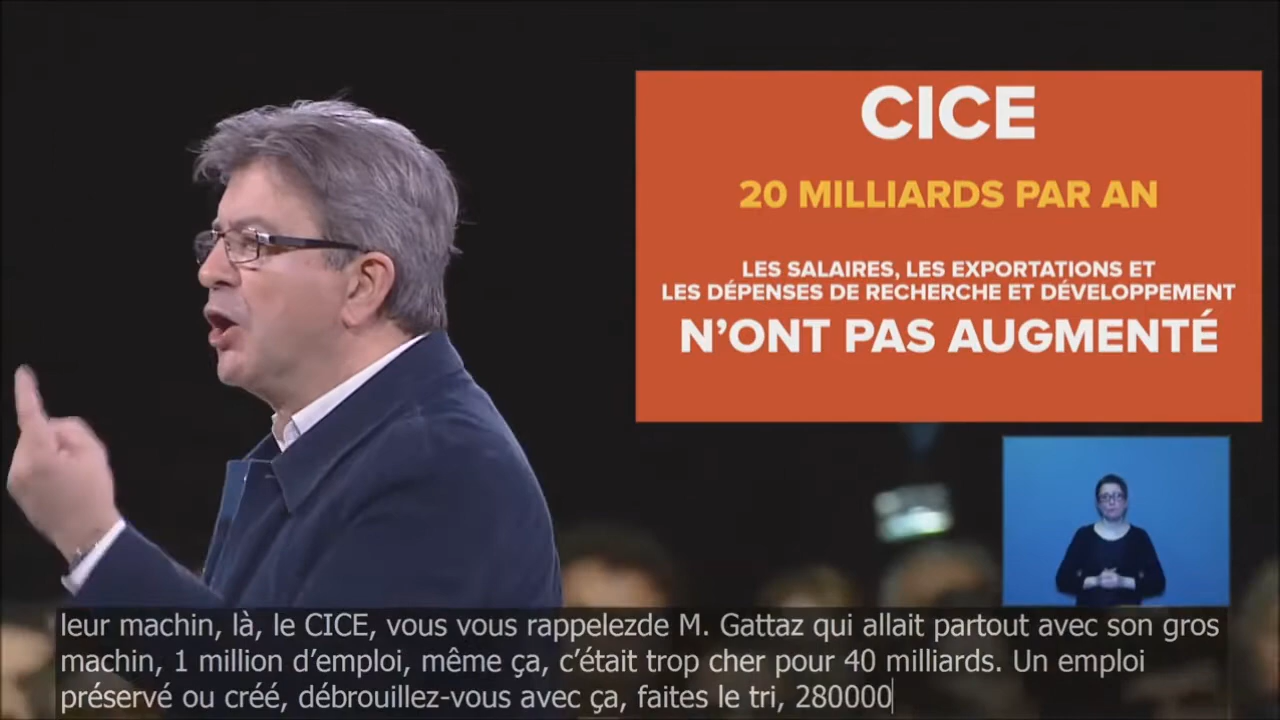 CICE
20 MILLIARDS PAR AN
LES SALAIRES, LES EXPORTATIONS ET
LES DÉPENSES DE RECHERCHE ET DÉVELOPPEMENT
N'ONT PAS AUGMENTÉ
leur machin, là, le CICE, vous vous rappelezde M. Gattaz qui allait partout avec son gros
machin, 1 million d'emploi, même ça, c'était trop cher pour 40 milliards. Un emploi
préservé ou créé, débrouillez-vous avec ça, faites le tri, 280000